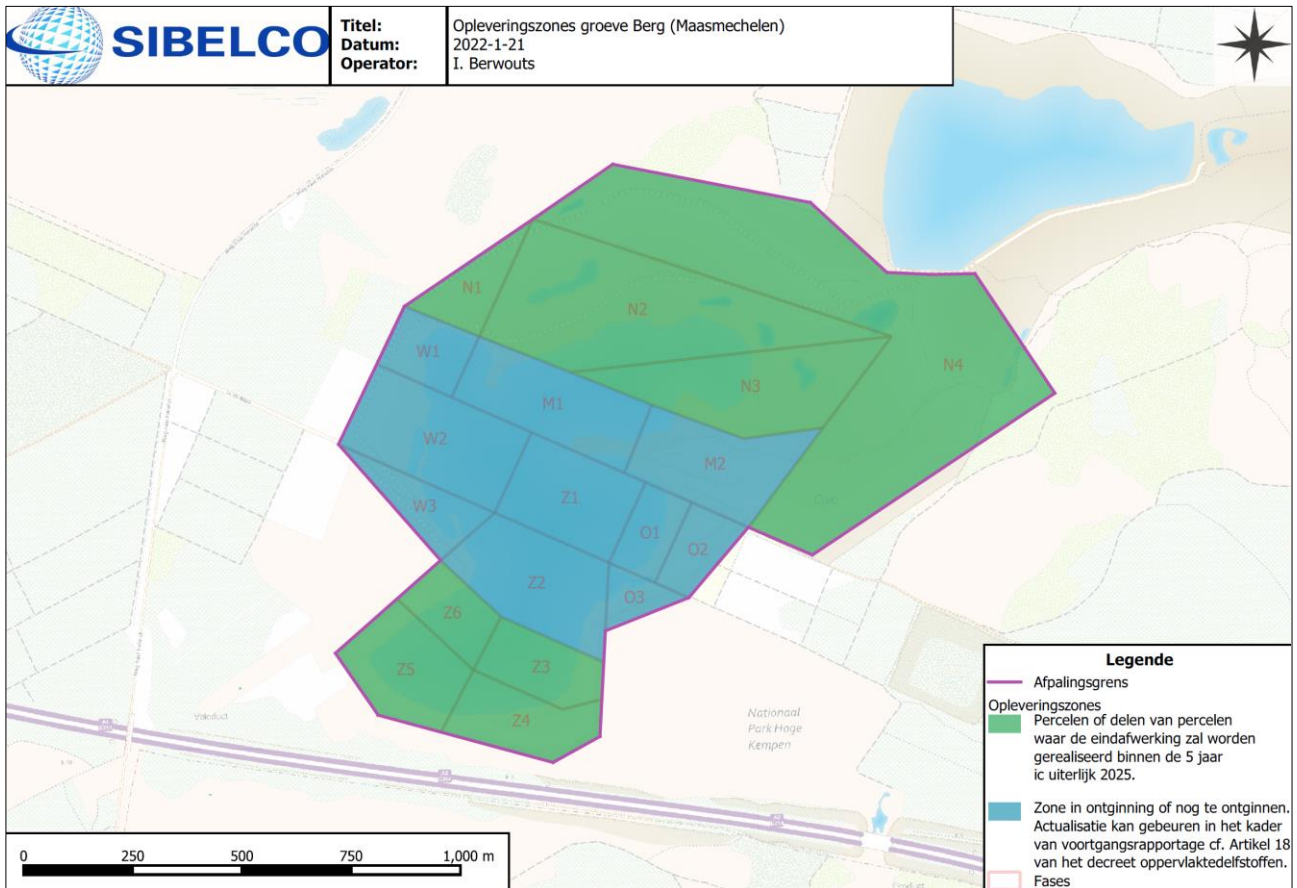 SIBELCO
Titel: Opleveringszones groeve Berg (Maasmechelen)
Datum: 2022-1-21
Operator: I. Berwouts
N1
N2
N3
N4
W1
M1
W2
M2
Z1
W3
O1
O2
Z2
O3
Z6
Z3
Z5
Z4
Nationaal
Park Hoge
Kempen
0 250 500 750 1,000 m
Legende
Afpalingsgrens
Opleveringszones
Percelen of delen van percelen
waar de eindafwerking zal worden
gerealiseerd binnen de 5 jaar
ic uiterlijk 2025.
Zone in ontginning of nog te ontginnen.
Actualisatie kan gebeuren in het kader
van voortgangsrapportage cf. Artikel 18
van het decreet oppervlaktedelfstoffen.
Fases